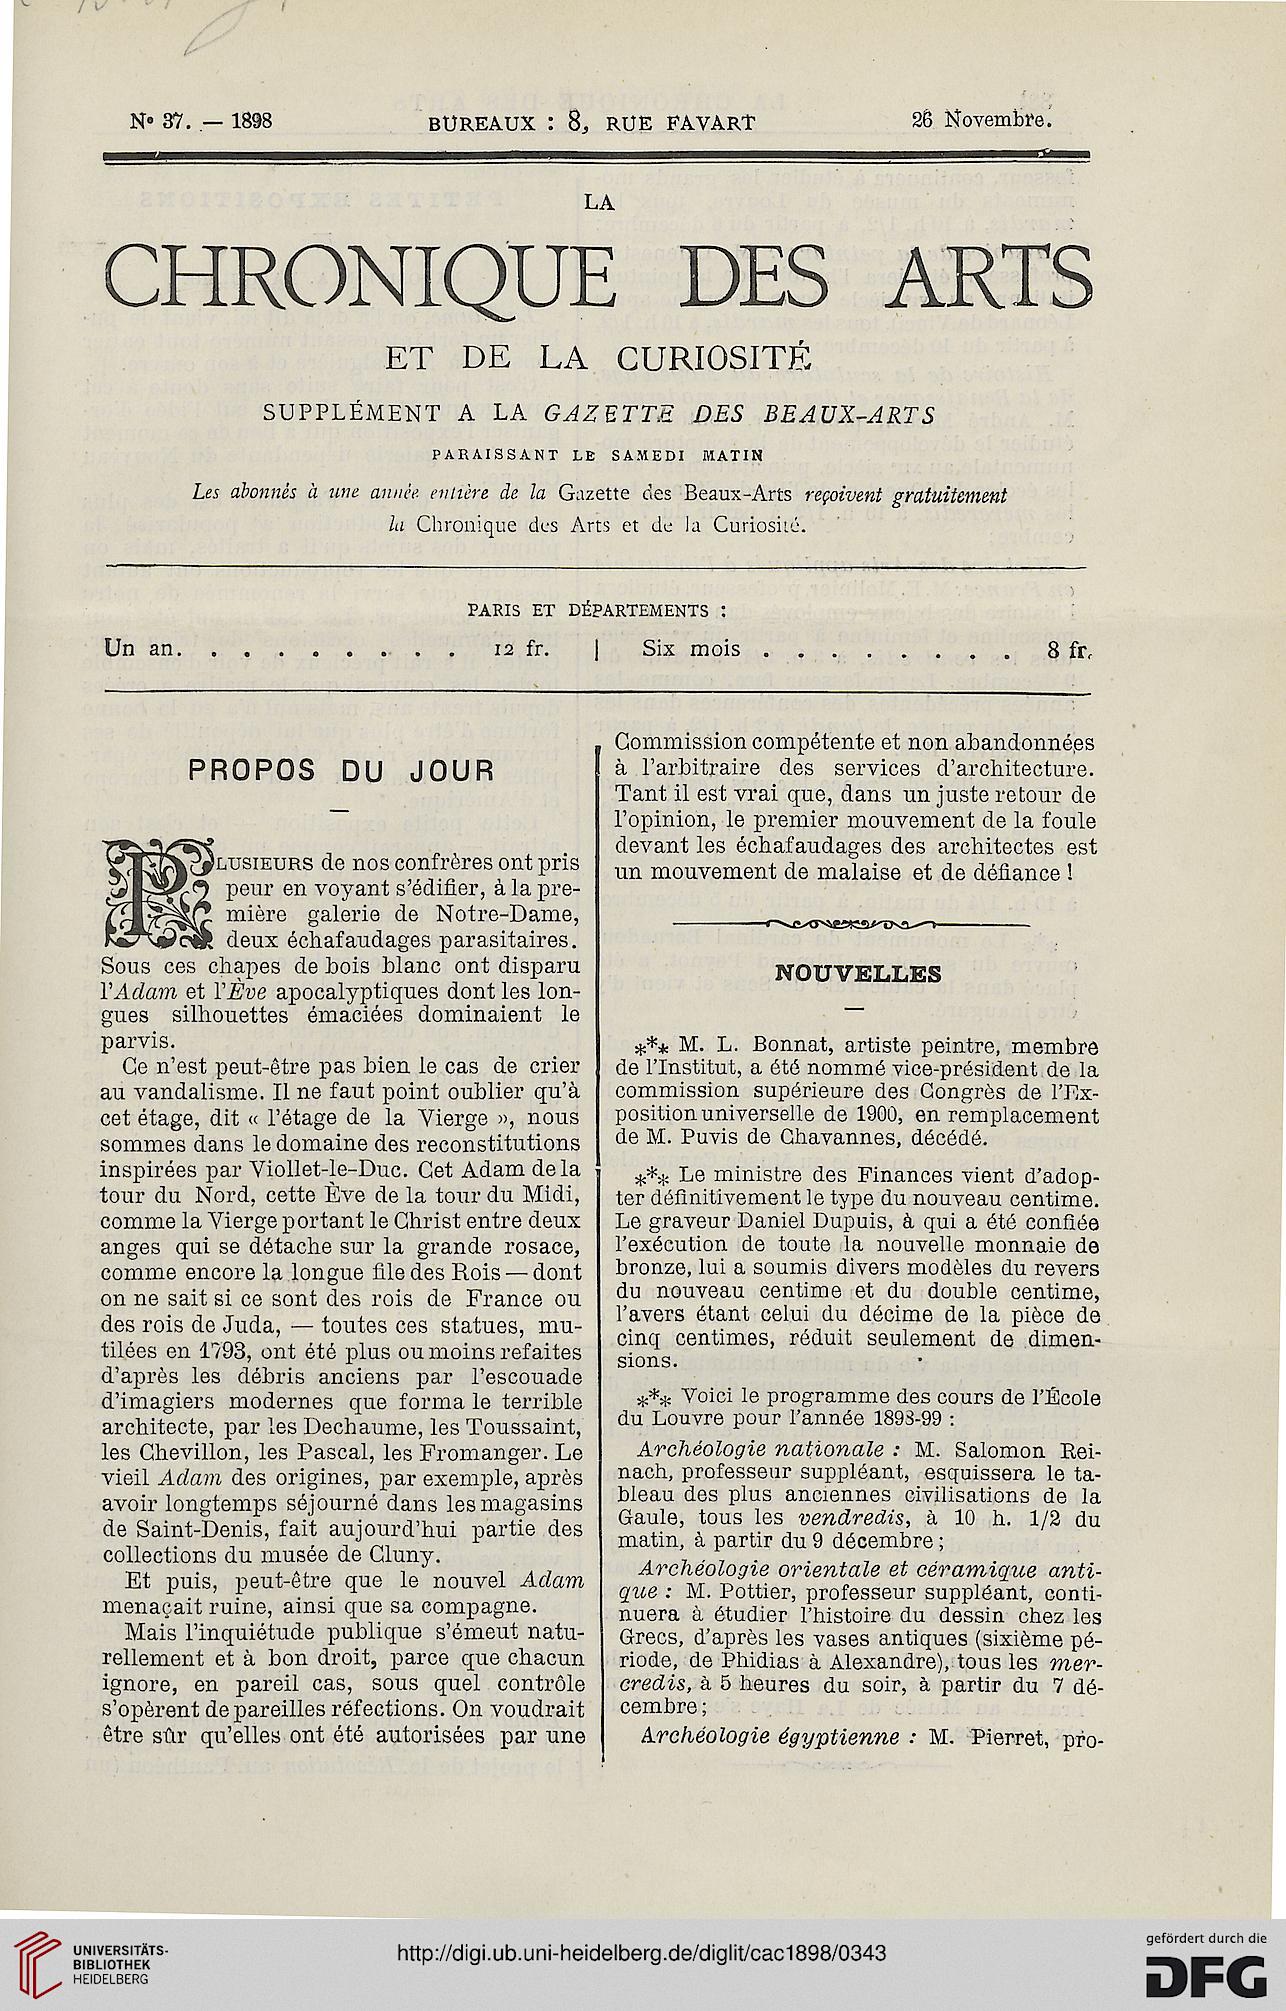 N° 37. — 1898
BUREAUX : 8, RUE FAVART
26 Novembre.
LA
CHRONIQUE DES ARTS
ET DE LA CURIOSITÉ
SUPPLÉMENT A LA GAZETTE DES BEAUX-ARTS
PARAISSANT LE SAMEDI MATIN
Les abonnés à une année entière de la Gazette des Beaux-Arts reçoivent gratuitement
la Chronique des Arts et de la Curiosité.
PARIS ET DÉPARTEMENTS :
Un an. . . . . . . . . . 12 fr. | Six mois . . . . . . . . 8 fr.
PROPOS DU JOUR
PLUSIEURS de nos confrères ont pris
peur en voyant s'édifier, à la pre-
mière galerie de Notre-Dame,
deux échafaudages parasitaires.
Sous ces chapes de bois blanc ont disparu
l'Adam et l'Ève apocalyptiques dont les lon-
gues silhouettes émaciées dominaient le
parvis.
Ce n'est peut-être pas bien le cas de crier
au vandalisme. Il ne faut point oublier qu'à
cet étage, dit « l'étage de la Vierge », nous
sommes dans le domaine des reconstitutions
inspirées par Viollet-le-Duc. Cet Adam de la
tour du Nord, cette Ève de la tour du Midi,
comme la Vierge portant le Christ entre deux
anges qui se détache sur la grande rosace,
comme encore la longue file des Rois — dont
on ne sait si ce sont des rois de France ou
des rois de Juda, — toutes ces statues, mu-
tilées en 1793, ont été plus ou moins refaites
d'après les débris anciens par l'escouade
d'imagiers modernes que forma le terrible
architecte, par les Dechaume, les Toussaint,
les Chevillon, les Pascal, les Fromanger. Le
vieil Adam des origines, par exemple, après
avoir longtemps séjourné dans les magasins
de Saint-Denis, fait aujourd'hui partie des
collections du musée de Cluny.
Et puis, peut-être que le nouvel Adam
menaçait ruine, ainsi que sa compagne.
Mais l'inquiétude publique s'émeut natu-
rellement et à bon droit, parce que chacun
ignore, en pareil cas, sous quel contrôle
s'opèrent de pareilles réfections. On voudrait
être sûr qu'elles ont été autorisées par une
Commission compétente et non abandonnées
à l'arbitraire des services d'architecture.
Tant il est vrai que, dans un juste retour de
l'opinion, le premier mouvement de la foule
devant les échafaudages des architectes est
un mouvement de malaise et de défiance !
NOUVELLES
*** M. L. Bonnat, artiste peintre, membre
de l'Institut, a été nommé vice-président de la
commission supérieure des Congrès de l'Ex-
position universelle de 1900, en remplacement
de M. Puvis de Chavannes, décédé.
*** Le ministre des Finances vient d'adop-
ter définitivement le type du nouveau centime.
Le graveur Daniel Dupuis, à qui a été confiée
l'exécution de toute la nouvelle monnaie de
bronze, lui a soumis divers modèles du revers
du nouveau centime et du double centime,
l'avers étant celui du décime de la pièce de
cinq centimes, réduit seulement de dimen-
sions.
*** Voici le programme des cours de l'École
du Louvre pour l'année 1898-99 :
Archéologie nationale : M. Salomon Rei-
nach, professeur suppléant, esquissera le ta-
bleau des plus anciennes civilisations de la
Gaule, tous les vendredis, à 10 h. 1/2 du
matin, à partir du 9 décembre ;
Archéologie orientale et céramique anti-
que : M. Pottier, professeur suppléant, conti-
nuera à étudier l'histoire du dessin chez les
Grecs, d'après les vases antiques (sixième pé-
riode, de Phidias à Alexandre), tous les mer-
credis, à 5 heures du soir, à partir du 7 dé-
cembre ;
Archéologie égyptienne : M. Pierret, pro-
UNIVERSITÄTS-
BIBLIOTHEK
HEIDELBERG
http://digi.ub.uni-heidelberg.de/diglit/cac1898/0343
gefördert durch die
DFG